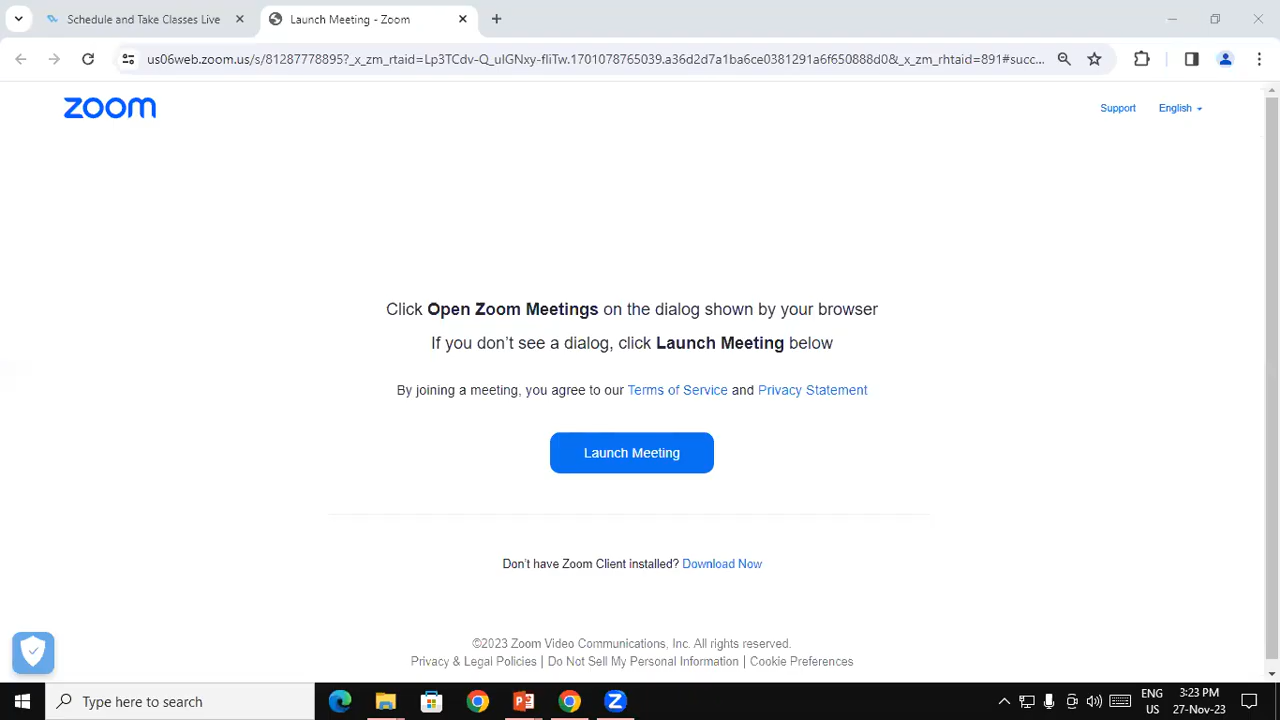 Schedule and Take Classes Live
Launch Meeting - Zoom
us06web.zoom.us/s/81287778895?_x_zm_rtaid=Lp3TCdv-Q_uIGNxy-fIiTw.1701078765039.a36d2d7a1ba6ce0381291a6f650888d0&_x_zm_rhtaid=891#succ...
zoom
Support
English
Click Open Zoom Meetings on the dialog shown by your browser
If you don't see a dialog, click Launch Meeting below
By joining a meeting, you agree to our Terms of Service and Privacy Statement
Launch Meeting
Don't have Zoom Client installed? Download Now
©2023 Zoom Video Communications, Inc. All rights reserved.
Privacy & Legal Policies | Do Not Sell My Personal Information | Cookie Preferences
Type here to search
ENG
US
3:23 PM
27-Nov-23